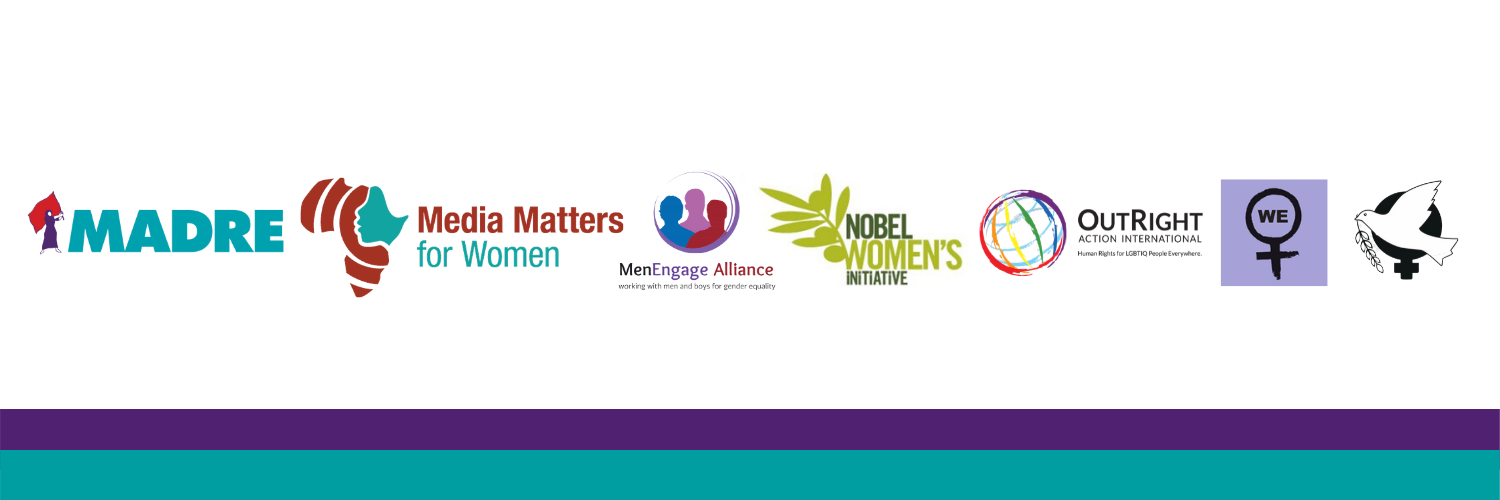 MADRE
Media Matters
for Women
MenEngage Alliance
working with men and boys for gender equality
NOBEL
WOMEN'S
INITIATIVE
OUTRIGHT
ACTION INTERNATIONAL
Human Rights for LGBTIQ People Everywhere.
WE